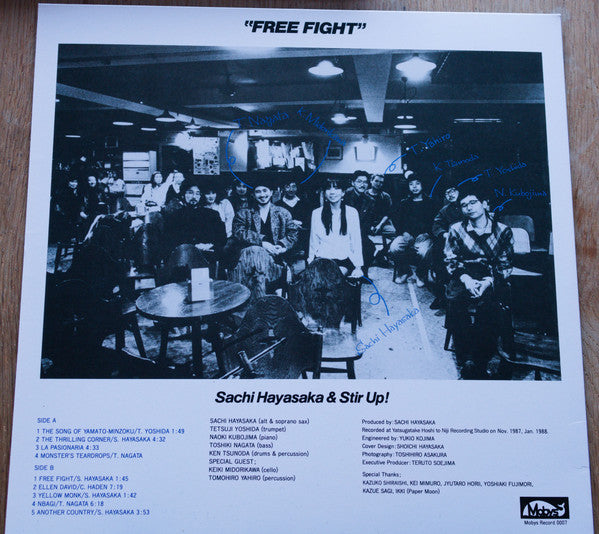 "FREE FIGHT"
T. Nagata
T. Yahiro
K. Tsunoda
T. Yoshida
N. Kubojima
Sachi Hayasaka
Sachi Hayasaka & Stir Up!
SIDE A
1 THE SONG OF YAMATO-MINZOKU/T. YOSHIDA 1:49
2 THE THRILLING CORNER/S. HAYASAKA 4:32
3 LA PASIONARIA 4:33
4 MONSTER'S TEARDROPS/T. NAGATA
SIDE B
1 FREE FIGHT/S. HAYASAKA 1:45
2 ELLEN DAVID/C. HADEN 7:19
3 YELLOW MONK/S. HAYASAKA 1:42
4 NBAGI/T. NAGATA 6:18
5 ANOTHER COUNTRY/S. HAYASAKA 3:53
SACHI HAYASAKA (alt & soprano sax)
TETSUJI YOSHIDA (trumpet)
NAOKI KUBOJIMA (piano)
TOSHIKI NAGATA (bass)
KEN TSUNODA (drums & percussion)
SPECIAL GUEST;
KEIKI MIDORIKAWA (cello)
TOMOHIRO YAHIRO (percussion)
Produced by: SACHI HAYASAKA
Recorded at Yatsugatake Hoshi to Niji Recording Studio on Nov. 1987. Jan. 1988.
Engineered by: YUKIO KOJIMA
Cover Design: SHOICHI HAYASAKA
Photography: TOSHIHIRO ASAKURA
Executive Producer: TERUTO SOEJIMA
Special Thanks;
KAZUKO SHIRAISHI, KEI MIMURO, JYUTARO HORII, YOSHIAKI FUJIMORI,
KAZUE SAGI, IKKI (Paper Moon)
Mobys
Mobys Record 0007